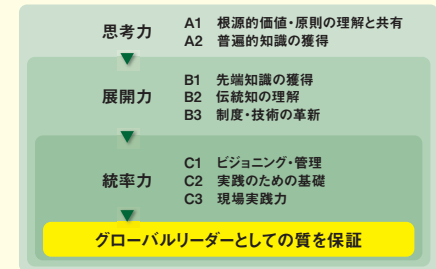 思考力
A1 根源的価値・原則の理解と共有
A2 普遍的知識の獲得
展開力
B1 先端知識の獲得
B2 伝統知の理解
B3 制度・技術の革新
統率力
C1 ビジョニング・管理
C2 実践のための基礎
C3 現場実践力
グローバルリーダーとしての質を保証